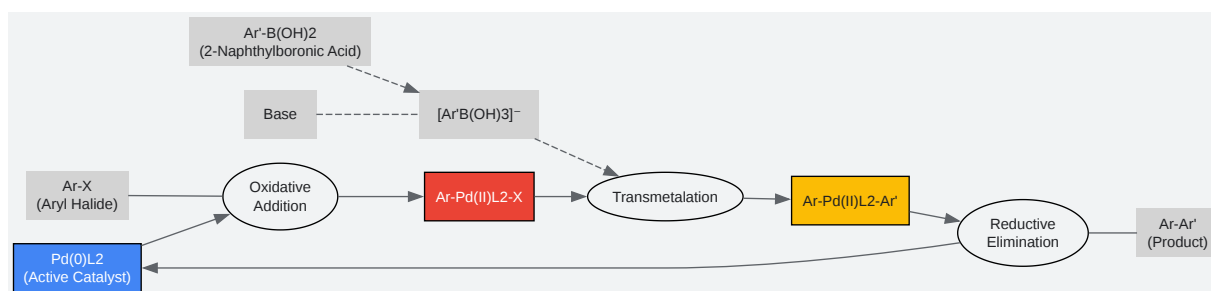 Ar'-B(OH)2
(2-Naphthylboronic Acid)
Base
[Ar'B(OH)3]⁻
Ar-X
(Aryl Halide)
Oxidative
Addition
Ar-Pd(II)L2-X
Transmetalation
Ar-Pd(II)L2-Ar'
Reductive
Elimination
Ar-Ar'
(Product)
Pd(0)L2
(Active Catalyst)